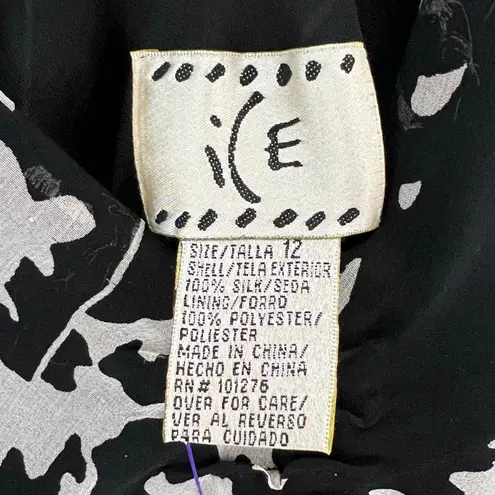 iCE
SIZE/TALLA 12
SHELL/TELA EXTERIOR
100% SILK/SEDA
LINING/FORRO
100% POLYESTER/
POLIESTER
MADE IN CHINA/
HECHO EN CHINA
RN# 101276
OVER FOR CARE/
VER AL REVERSO
PARA CUIDADO